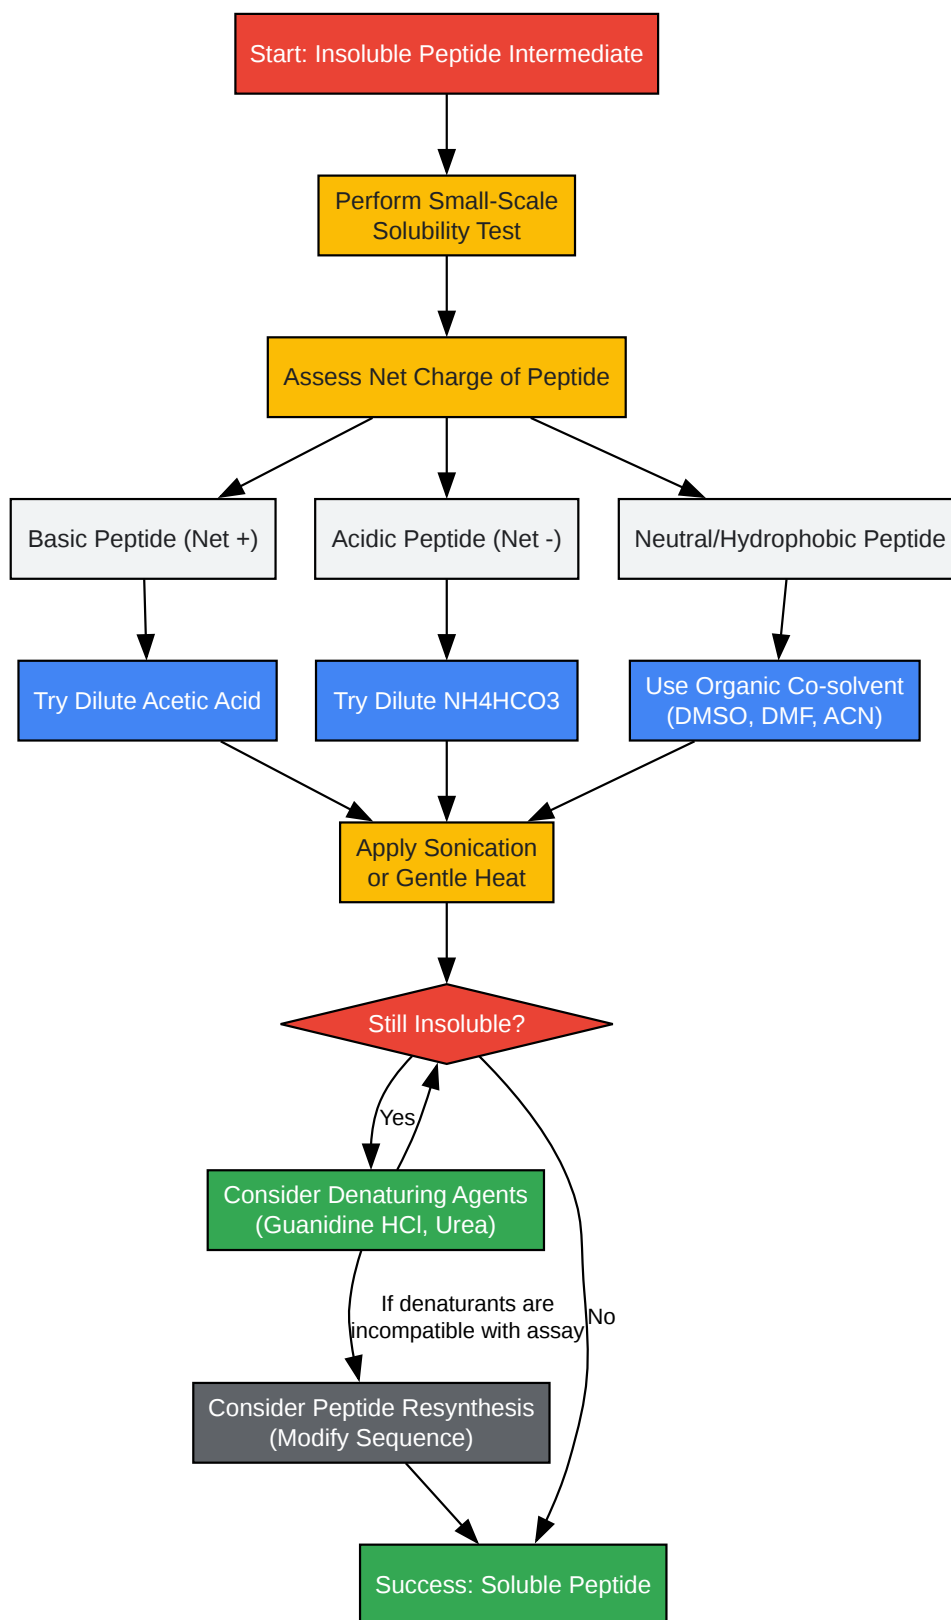 Start: Insoluble Peptide Intermediate
Perform Small-Scale
Solubility Test
Assess Net Charge of Peptide
Basic Peptide (Net +)
Acidic Peptide (Net -)
Neutral/Hydrophobic Peptide
Try Dilute Acetic Acid
Try Dilute NH4HCO3
Use Organic Co-solvent
(DMSO, DMF, ACN)
Apply Sonication
or Gentle Heat
Still Insoluble?
Yes
Consider Denaturing Agents
(Guanidine HCl, Urea)
If denaturants are
incompatible with assay
No
Consider Peptide Resynthesis
(Modify Sequence)
Success: Soluble Peptide